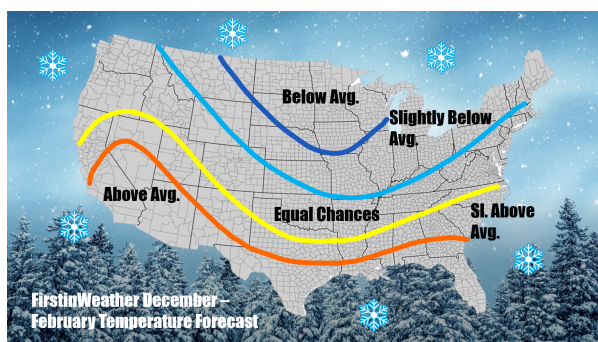 Below Avg.
Slightly Below
Avg.
Above Avg.
Equal Chances
Sl. Above
Avg.
FirstinWeather December –
February Temperature Forecast